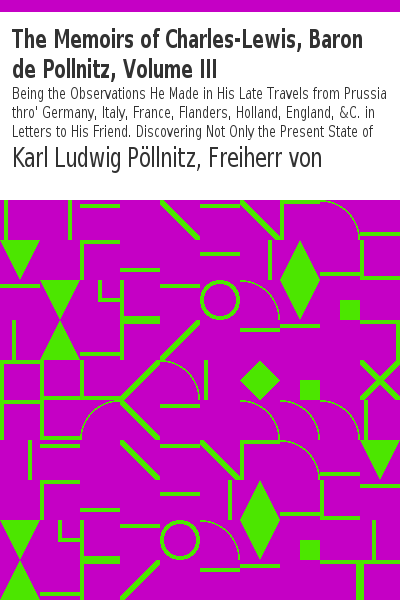 The Memoirs of Charles-Lewis, Baron
de Pollnitz, Volume III
Being the Observations He Made in His Late Travels from Prussia
thro' Germany, Italy, France, Flanders, Holland, England, &C. in
Letters to His Friend. Discovering Not Only the Present State of
Karl Ludwig Pöllnitz, Freiherr von